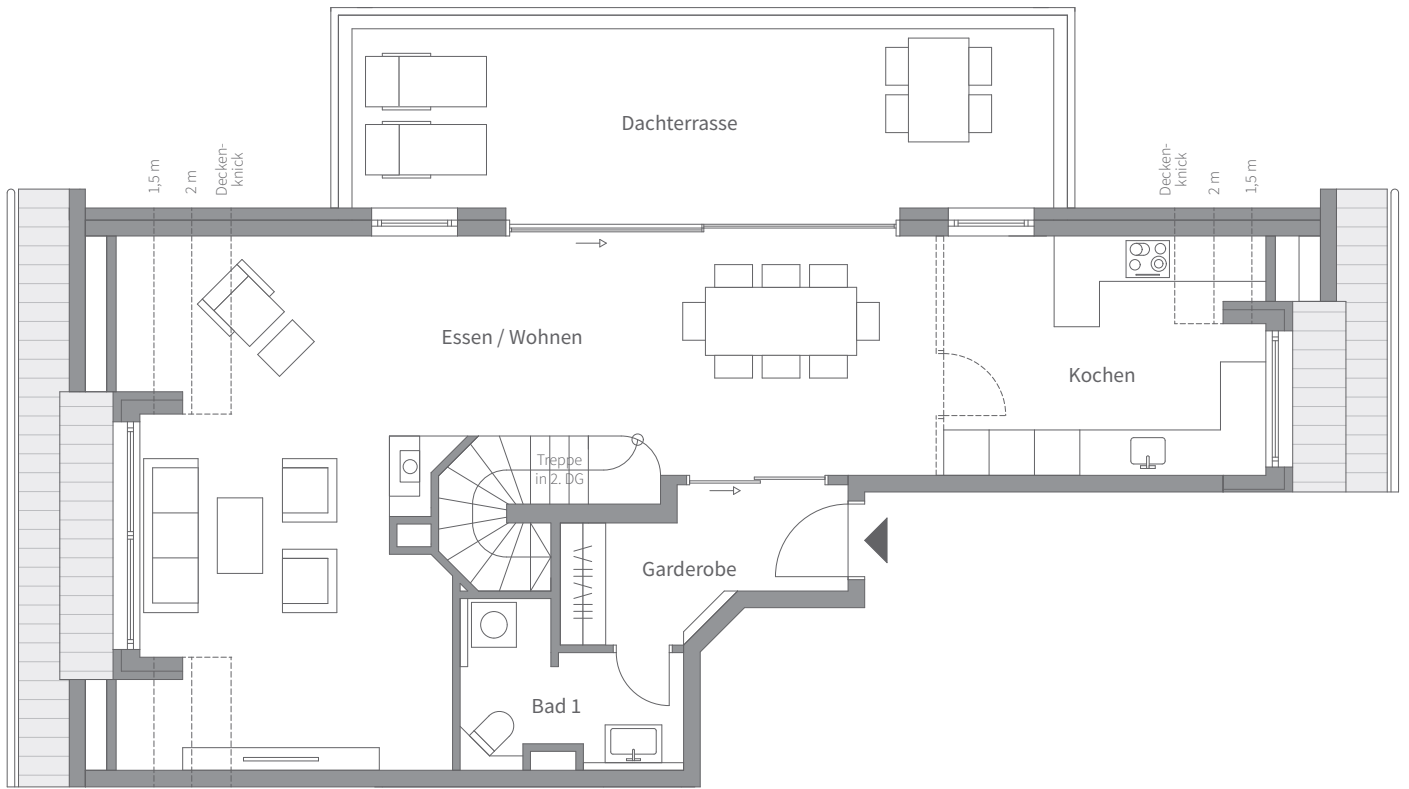 Dachterrasse
1,5 m
2 m
Decken-
knick
Decken-
knick
2 m
1,5 m
Essen / Wohnen
Kochen
Treppe
in 2. DG
Garderobe
Bad 1